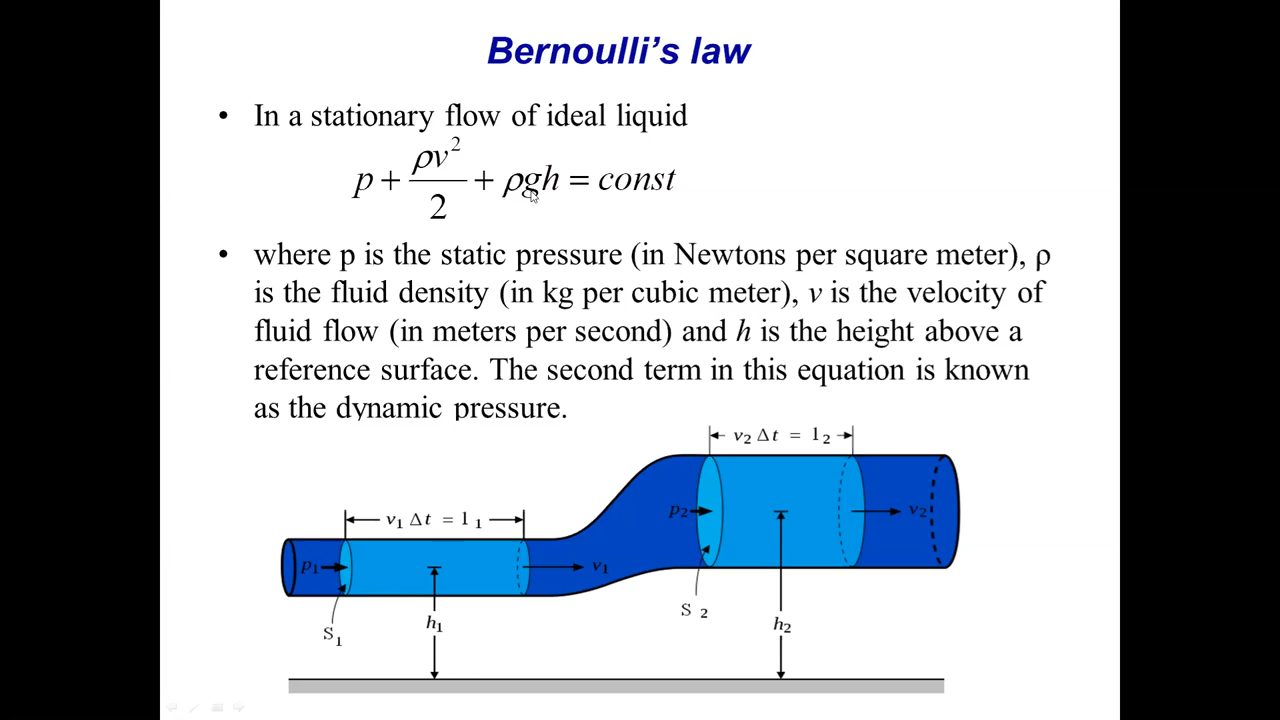 Bernoulli's law
• In a stationary flow of ideal liquid
p + ρv²/2 + ρgh = const
• where p is the static pressure (in Newtons per square meter), ρ
is the fluid density (in kg per cubic meter), v is the velocity of
fluid flow (in meters per second) and h is the height above a
reference surface. The second term in this equation is known
as the dynamic pressure.
v₂ Δt = l₂
v₁ Δt = l₁
p₂
v₂
p₁
v₁
S₂
h₁
h₂
S₁